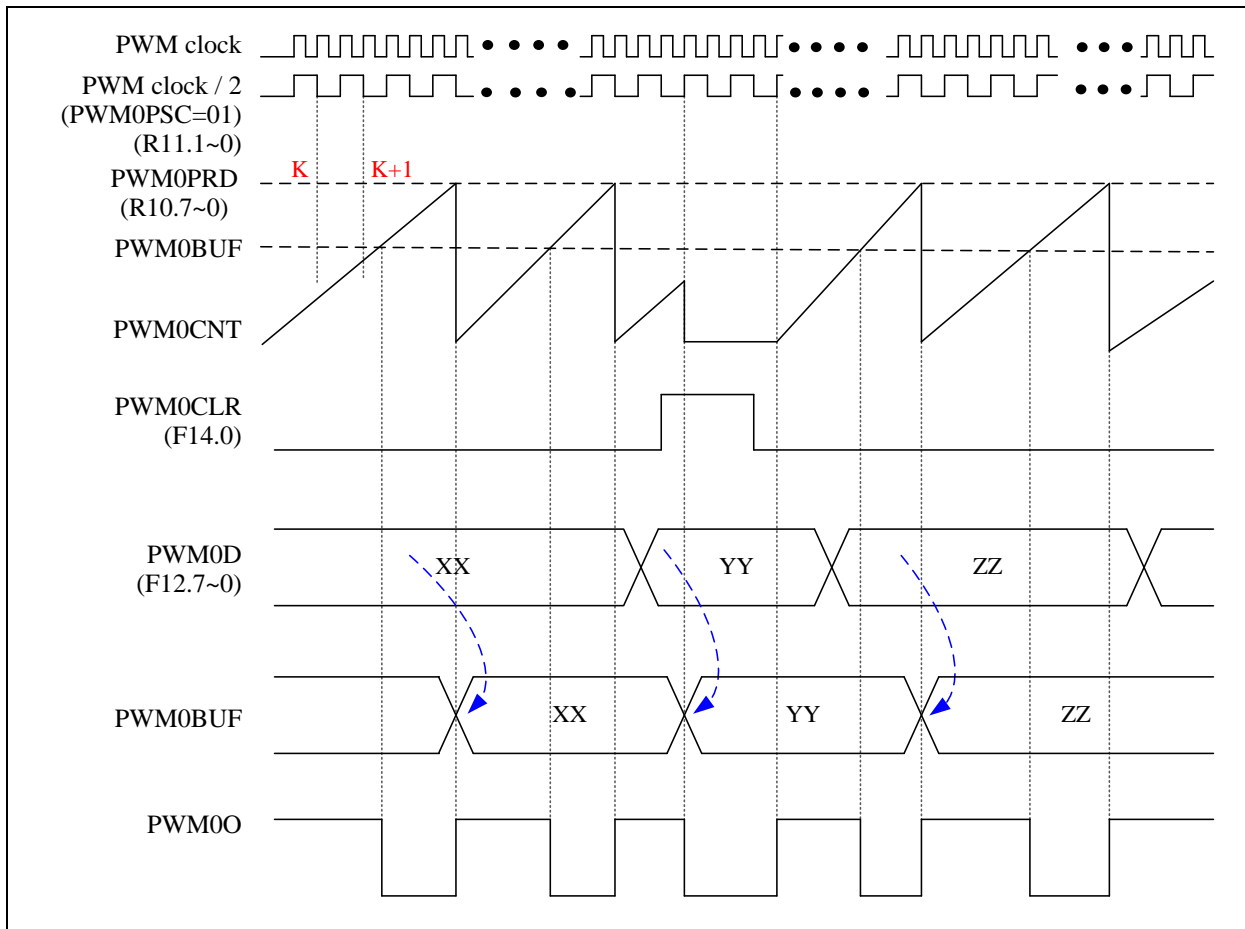 PWM clock
PWM clock / 2
(PWM0PSC=01)
(R11.1~0)
K
K+1
PWM0PRD
(R10.7~0)
PWM0BUF
PWM0CNT
PWM0CLR
(F14.0)
PWM0D
(F12.7~0)
XX
YY
ZZ
PWM0BUF
XX
YY
ZZ
PWM0O